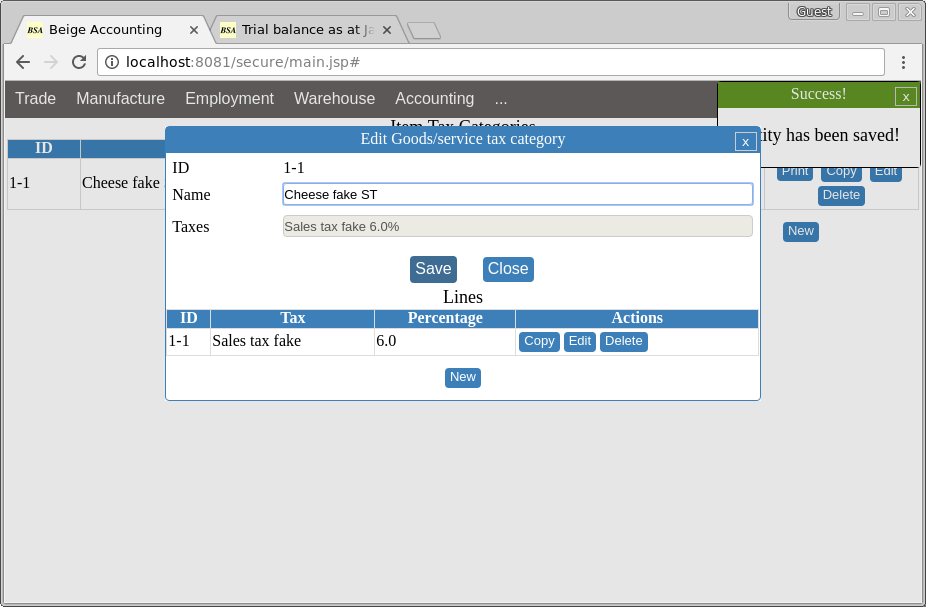 Guest
BSA Beige Accounting
BSA Trial balance as at Ja
localhost:8081/secure/main.jsp#
Trade Manufacture Employment Warehouse Accounting ...
Success!
x
tity has been saved!
Item Tax Categories
ID
1-1 Cheese fake
Print Copy Edit
Delete
New
Edit Goods/service tax category
x
ID 1-1
Name Cheese fake ST
Taxes Sales tax fake 6.0%
Save Close
Lines
ID Tax Percentage Actions
1-1 Sales tax fake 6.0 Copy Edit Delete
New